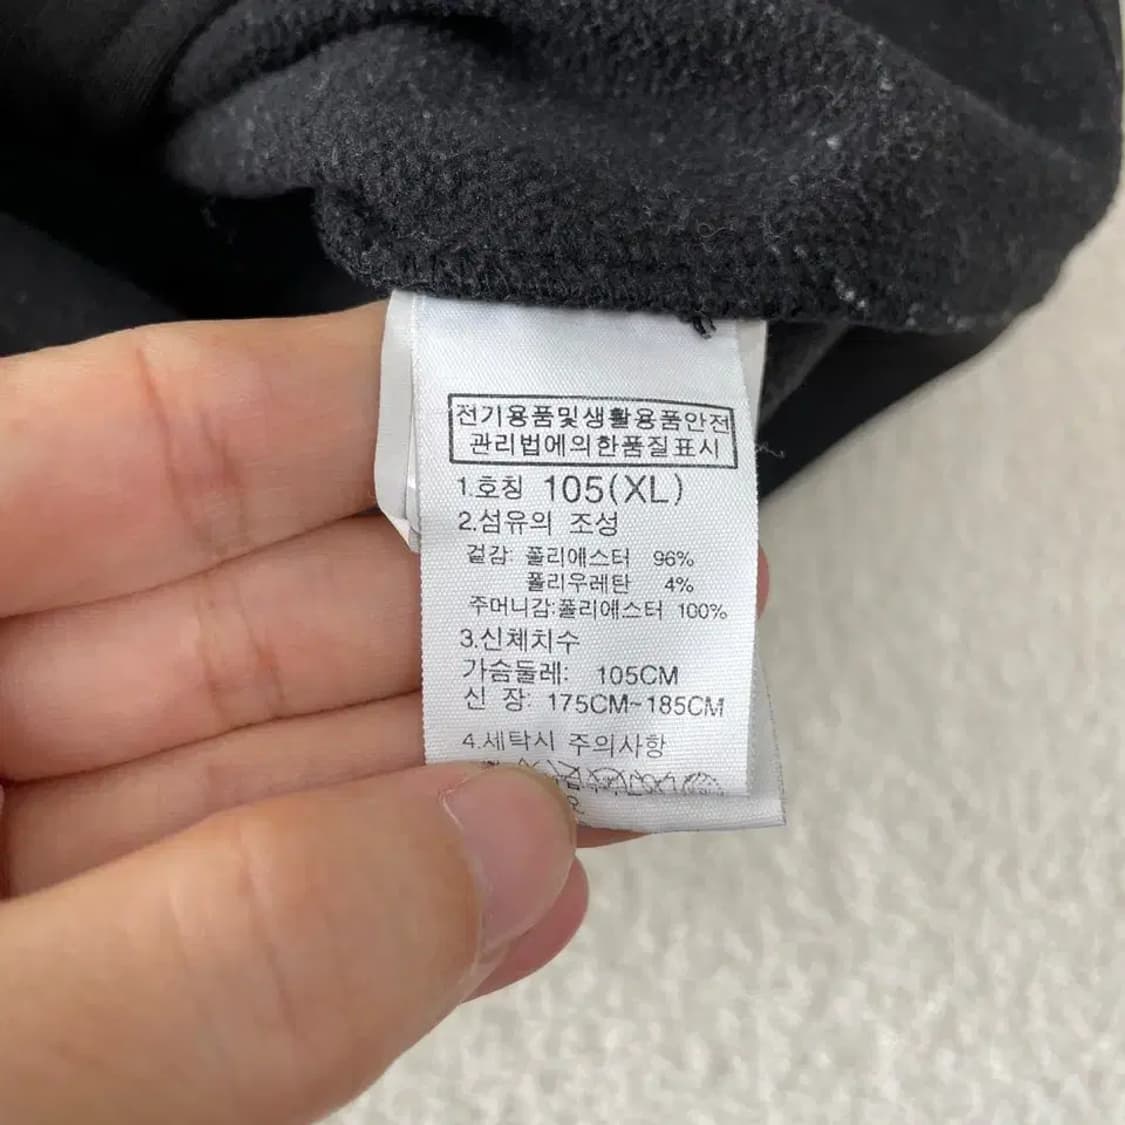 전기용품및생활용품안전
관리법에의한품질표시
1.호칭 105(XL)
2.섬유의 조성
겉감: 폴리에스터 96%
폴리우레탄 4%
주머니감:폴리에스터 100%
3.신체치수
가슴둘레: 105CM
신 장: 175CM~185CM
4.세탁시 주의사항